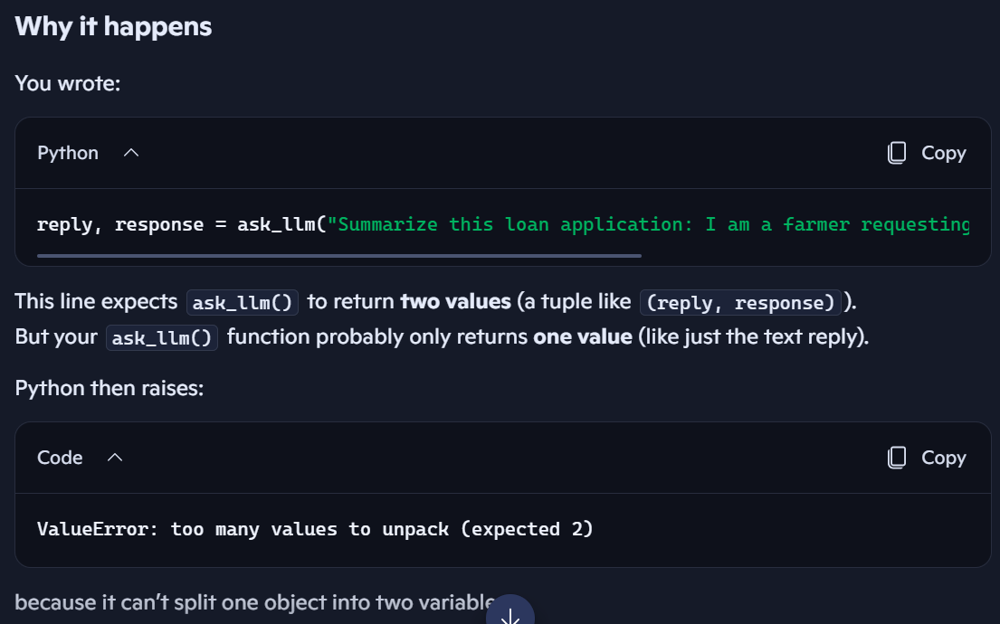 Why it happens
You wrote:
Python
Copy
reply, response = ask_llm("Summarize this loan application: I am a farmer requesting
This line expects ask_llm() to return two values (a tuple like (reply, response)).
But your ask_llm() function probably only returns one value (like just the text reply).
Python then raises:
Code
Copy
ValueError: too many values to unpack (expected 2)
because it can’t split one object into two variable